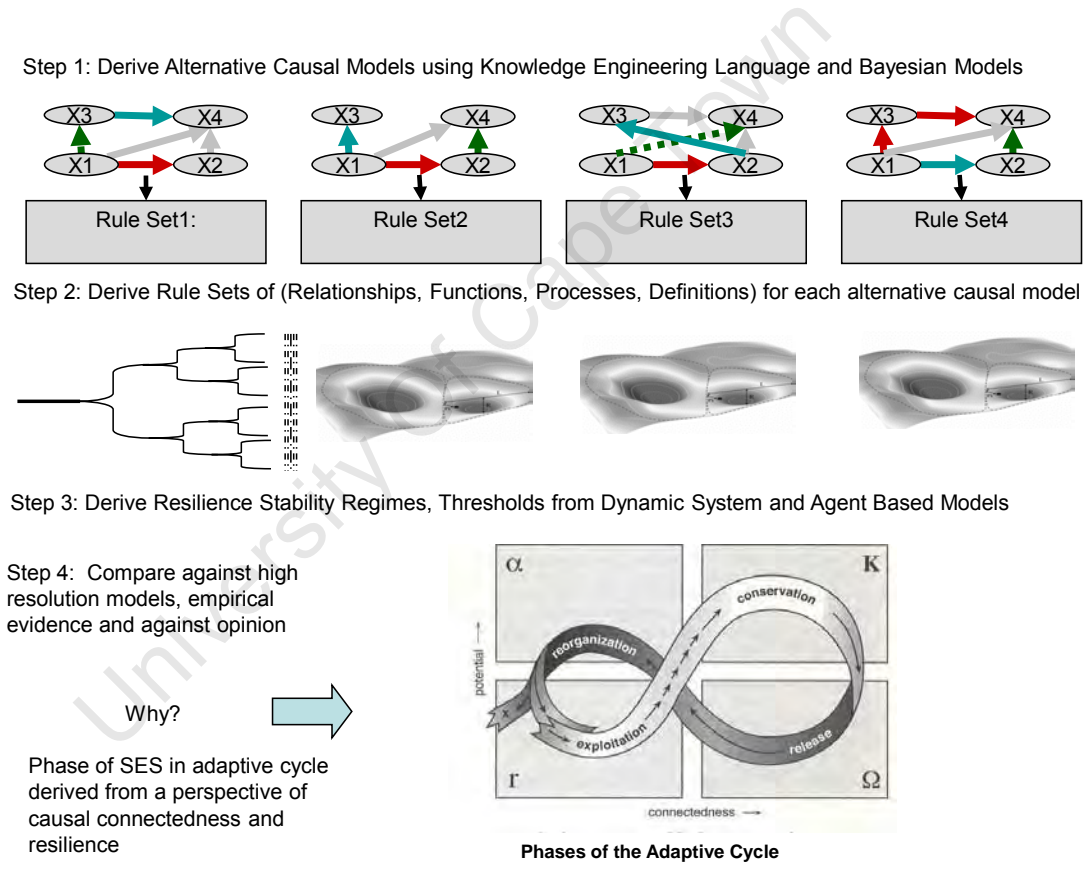 Step 1: Derive Alternative Causal Models using Knowledge Engineering Language and Bayesian Models
X3 X4 X3 X4 X3 X4 X3 X4
X1 X2 X1 X2 X1 X2 X1 X2
Rule Set1: Rule Set2 Rule Set3 Rule Set4
Step 2: Derive Rule Sets of (Relationships, Functions, Processes, Definitions) for each alternative causal model
Step 3: Derive Resilience Stability Regimes, Thresholds from Dynamic System and Agent Based Models
Step 4: Compare against high
resolution models, empirical
evidence and against opinion
Why?
Phase of SES in adaptive cycle
derived from a perspective of
causal connectedness and
resilience
α K
conservation
reorganization
potential
x
exploitation
release
r Ω
connectedness
Phases of the Adaptive Cycle
University Of Cape Town